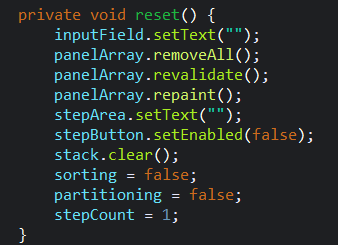 private void reset() {
    inputField.setText("");
    panelArray.removeAll();
    panelArray.revalidate();
    panelArray.repaint();
    stepArea.setText("");
    stepButton.setEnabled(false);
    stack.clear();
    sorting = false;
    partitioning = false;
    stepCount = 1;
}